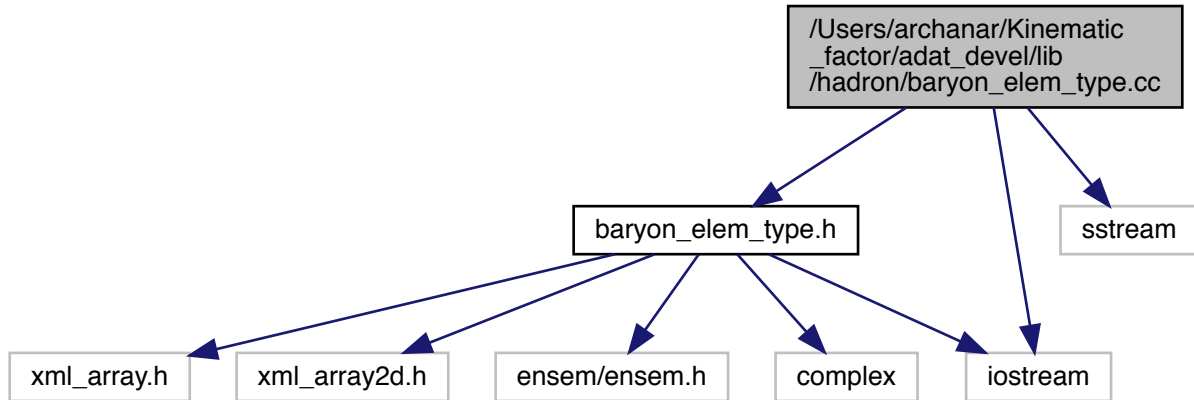 /Users/archanar/Kinematic
_factor/adat_devel/lib
/hadron/baryon_elem_type.cc
baryon_elem_type.h
sstream
xml_array.h
xml_array2d.h
ensem/ensem.h
complex
iostream